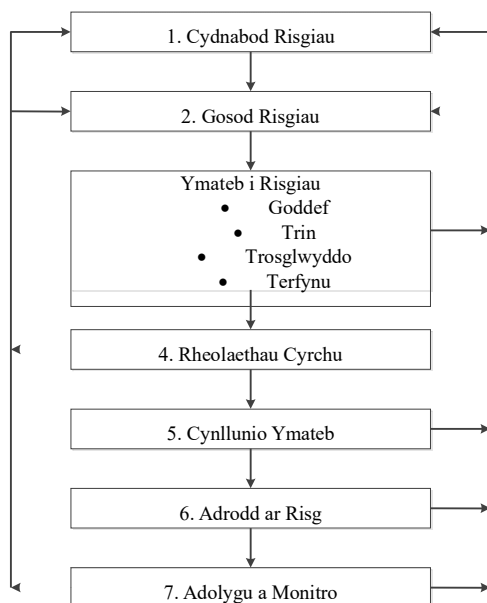 1. Cydnabod Risgiau
2. Gosod Risgiau
Ymateb i Risgiau
● Goddef
● Trin
● Trosglwyddo
● Terfynu
4. Rheolaethau Cyrchu
5. Cynllunio Ymateb
6. Adrodd ar Risg
7. Adolygu a Monitro